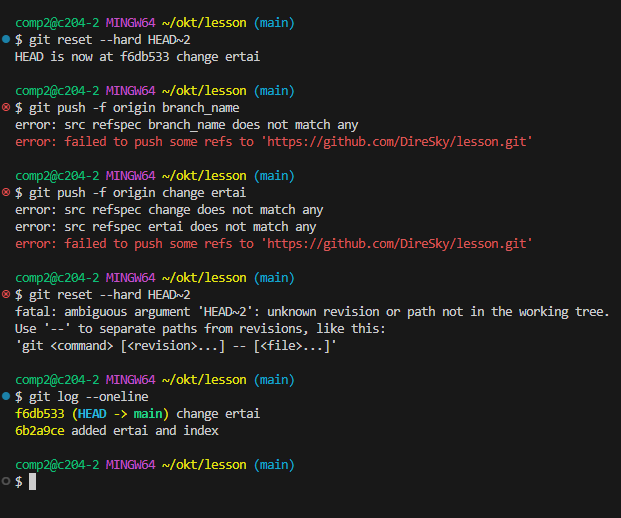 comp2@c204-2 MINGW64 ~/okt/lesson (main)
$ git reset --hard HEAD~2
HEAD is now at f6db533 change ertai
comp2@c204-2 MINGW64 ~/okt/lesson (main)
$ git push -f origin branch_name
error: src refspec branch_name does not match any
error: failed to push some refs to 'https://github.com/DireSky/lesson.git'
comp2@c204-2 MINGW64 ~/okt/lesson (main)
$ git push -f origin change ertai
error: src refspec change does not match any
error: src refspec ertai does not match any
error: failed to push some refs to 'https://github.com/DireSky/lesson.git'
comp2@c204-2 MINGW64 ~/okt/lesson (main)
$ git reset --hard HEAD~2
fatal: ambiguous argument 'HEAD~2': unknown revision or path not in the working tree.
Use '--' to separate paths from revisions, like this:
'git <command> [<revision>...] -- [<file>...]'
comp2@c204-2 MINGW64 ~/okt/lesson (main)
$ git log --oneline
f6db533 (HEAD -> main) change ertai
6b2a9ce added ertai and index
comp2@c204-2 MINGW64 ~/okt/lesson (main)
$